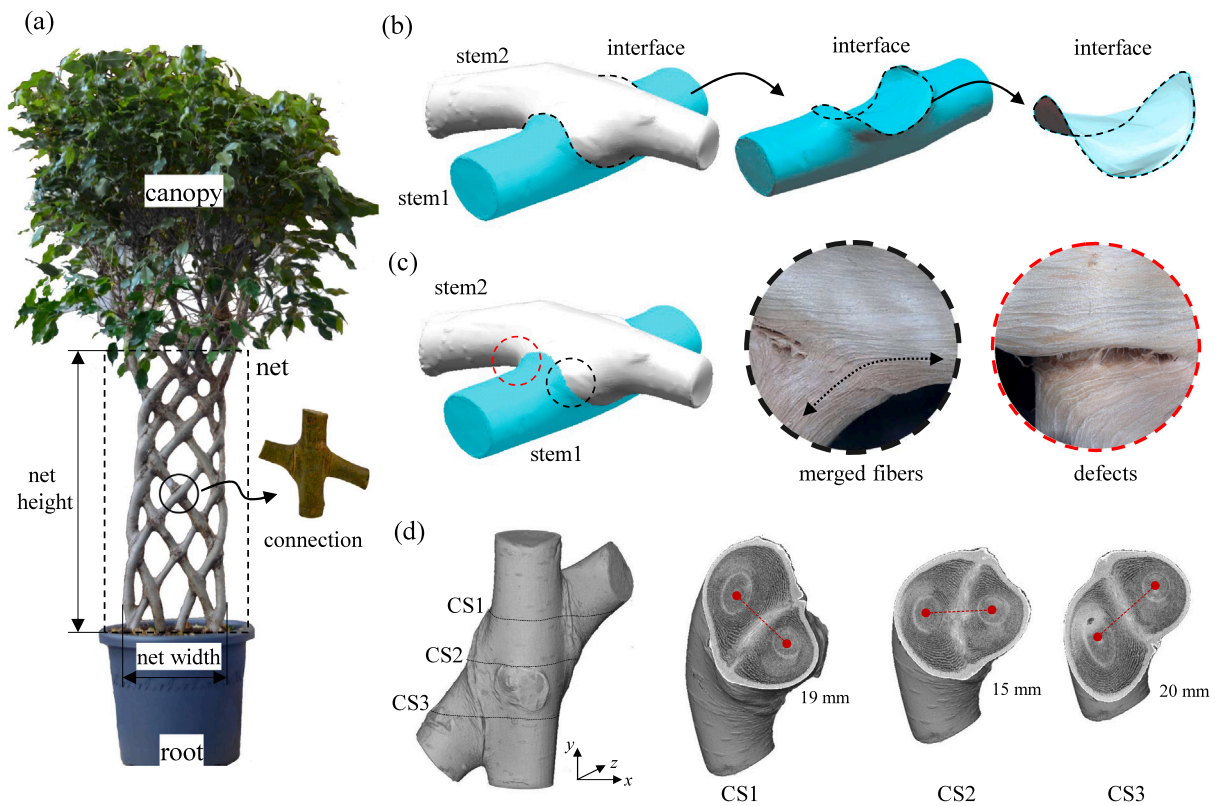 (a)
canopy
net
net
height
connection
net width
root
(b)
stem2
interface
stem1
interface
interface
(c)
stem2
stem1
merged fibers
defects
(d)
CS1
CS2
CS3
y
z
x
19 mm
CS1
15 mm
CS2
20 mm
CS3